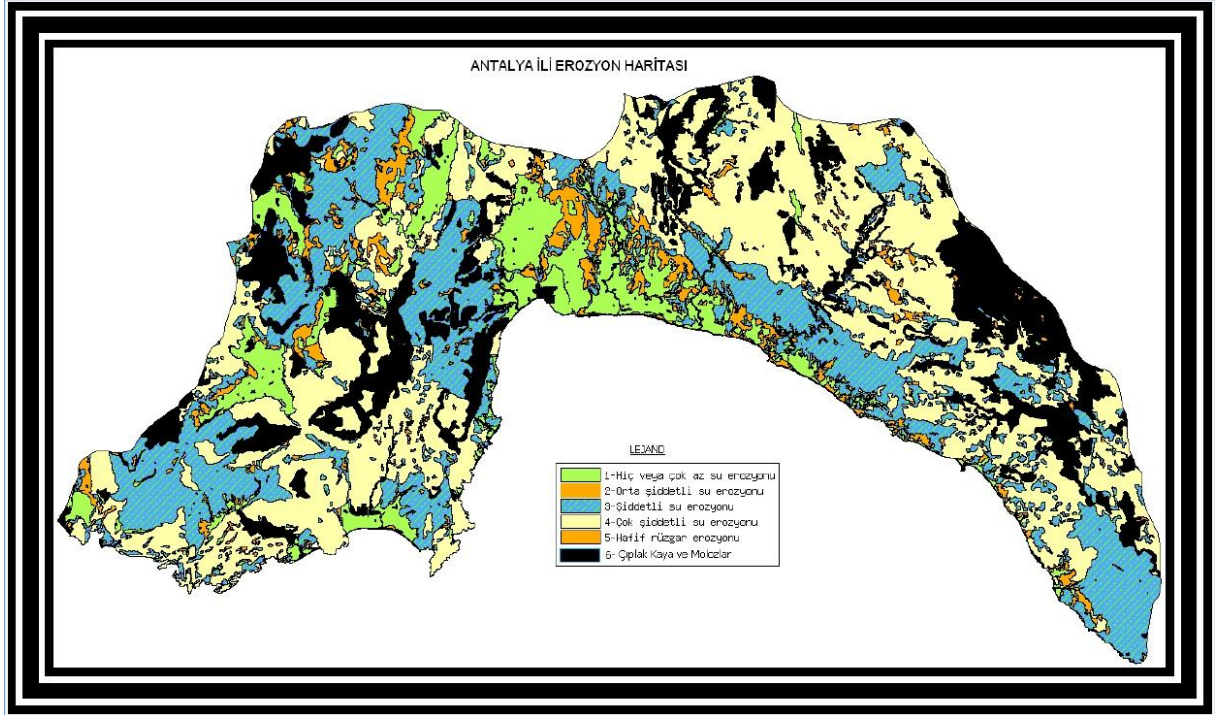 ANTALYA İLİ EROZYON HARİTASI
LEJAND
1-Hiç veya çok az su erozyonu
2-Orta şiddetli su erozyonu
3-Şiddetli su erozyonu
4-Çok şiddetli su erozyonu
5-Hafif rüzgar erozyonu
6- Çıplak Kaya ve Molozlar